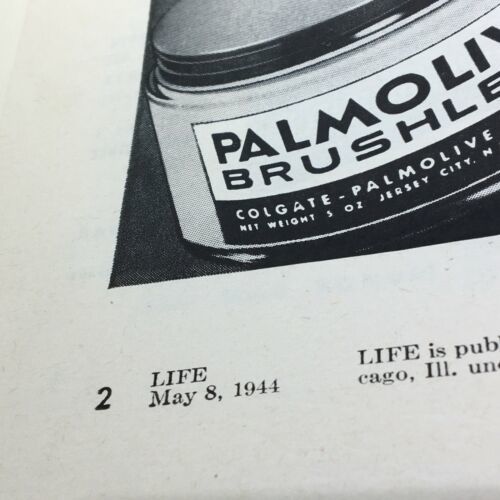 PALMOLIV
BRUSHLE
COLGATE-PALMOLIVE
NET WEIGHT 5 OZ JERSEY CITY, N
2
LIFE
May 8, 1944
LIFE is publ
cago, Ill. und